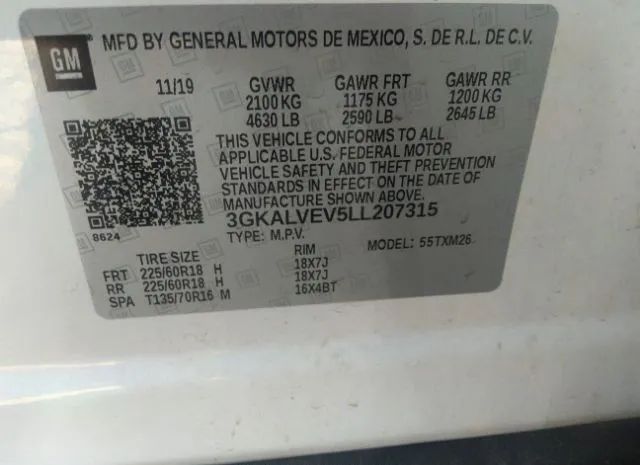 GM
MFD BY GENERAL MOTORS DE MEXICO, S. DE R.L. DE C.V.
11/19 GVWR GAWR FRT GAWR RR
2100 KG 1175 KG 1200 KG
4630 LB 2590 LB 2645 LB
THIS VEHICLE CONFORMS TO ALL
APPLICABLE U.S. FEDERAL MOTOR
VEHICLE SAFETY AND THEFT PREVENTION
STANDARDS IN EFFECT ON THE DATE OF
MANUFACTURE SHOWN ABOVE.
8624 3GKALVEV5LL207315
TYPE: M.P.V. MODEL: 55TXM26
TIRE SIZE RIM
FRT 225/60R18 H 18X7J
RR 225/60R18 H 18X7J
SPA T135/70R16 M 16X4BT